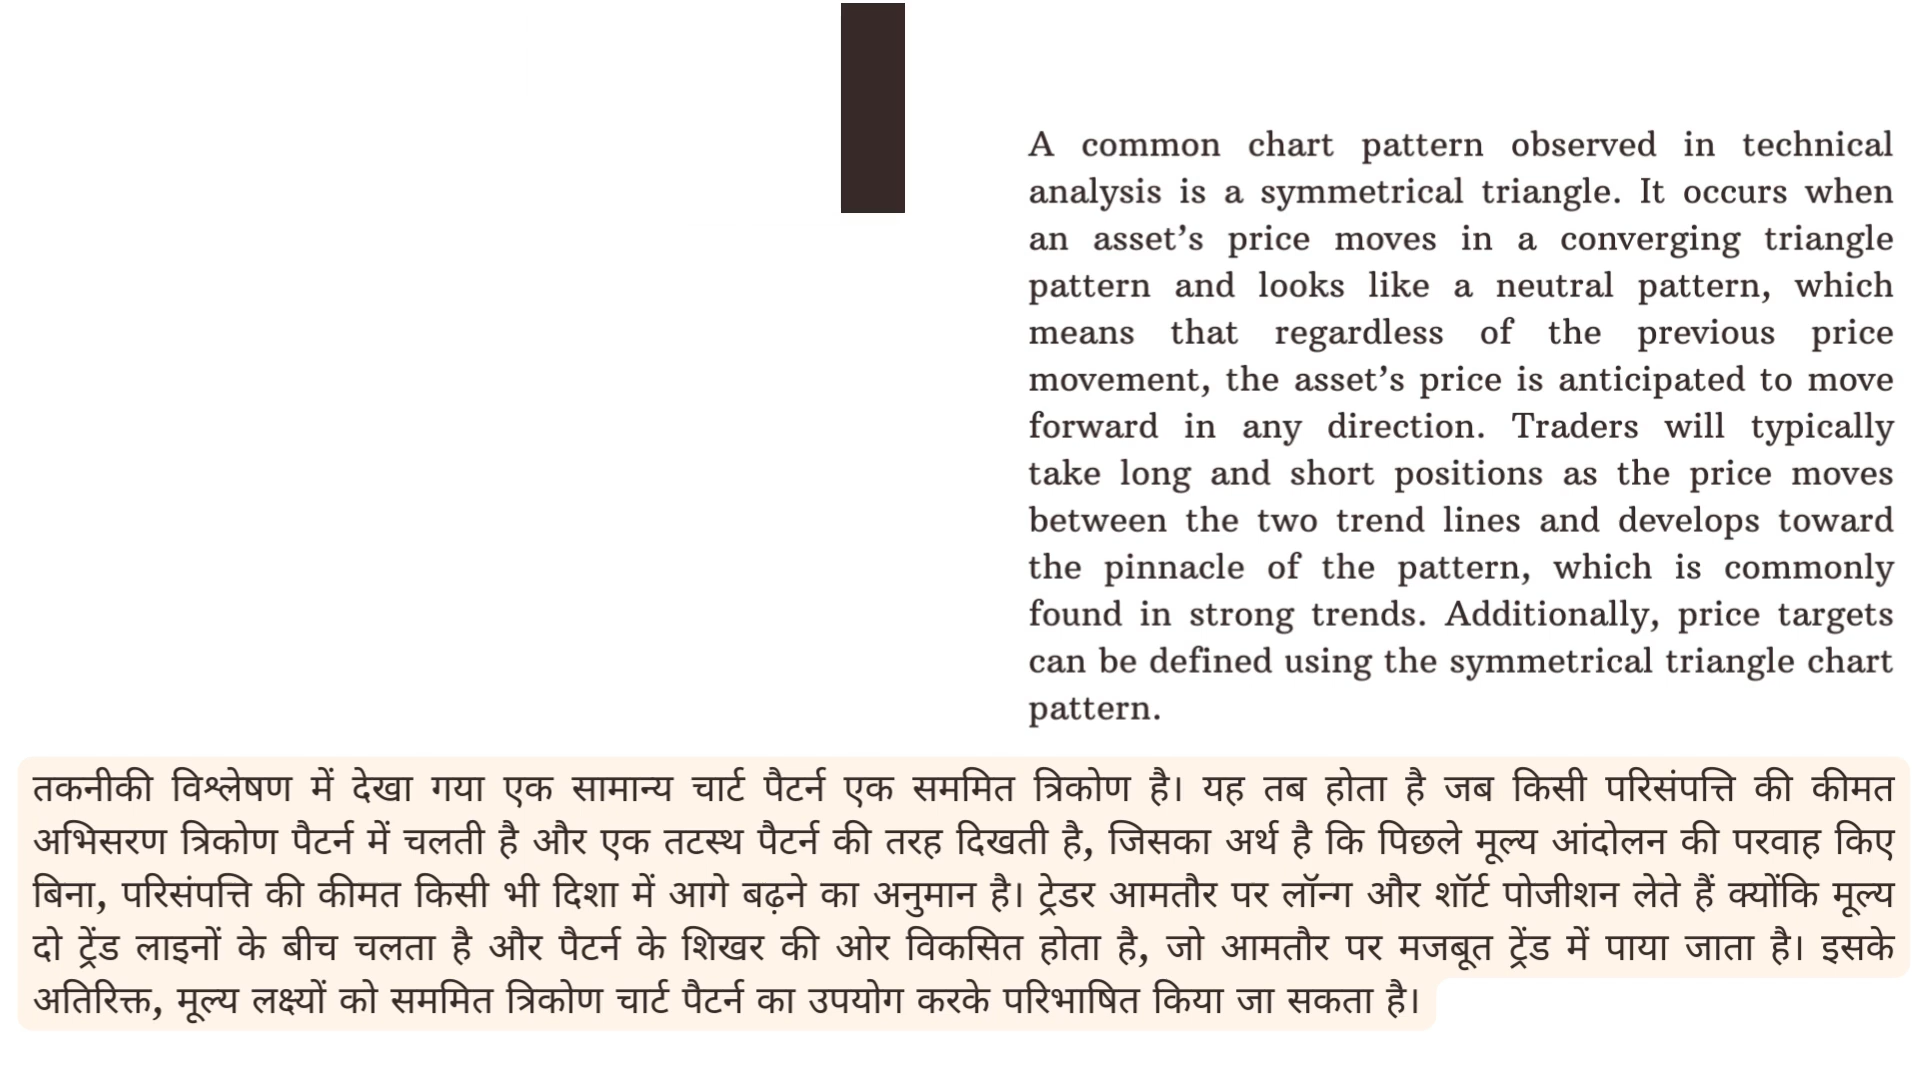 A common chart pattern observed in technical
analysis is a symmetrical triangle. It occurs when
an asset’s price moves in a converging triangle
pattern and looks like a neutral pattern, which
means that regardless of the previous price
movement, the asset’s price is anticipated to move
forward in any direction. Traders will typically
take long and short positions as the price moves
between the two trend lines and develops toward
the pinnacle of the pattern, which is commonly
found in strong trends. Additionally, price targets
can be defined using the symmetrical triangle chart
pattern.
तकनीकी विश्लेषण में देखा गया एक सामान्य चार्ट पैटर्न एक सममित त्रिकोण है। यह तब होता है जब किसी परिसंपत्ति की कीमत
अभिसरण त्रिकोण पैटर्न में चलती है और एक तटस्थ पैटर्न की तरह दिखती है, जिसका अर्थ है कि पिछले मूल्य आंदोलन की परवाह किए
बिना, परिसंपत्ति की कीमत किसी भी दिशा में आगे बढ़ने का अनुमान है। ट्रेडर आमतौर पर लॉन्ग और शॉर्ट पोजीशन लेते हैं क्योंकि मूल्य
दो ट्रेंड लाइनों के बीच चलता है और पैटर्न के शिखर की ओर विकसित होता है, जो आमतौर पर मजबूत ट्रेंड में पाया जाता है। इसके
अतिरिक्त, मूल्य लक्ष्यों को सममित त्रिकोण चार्ट पैटर्न का उपयोग करके परिभाषित किया जा सकता है।